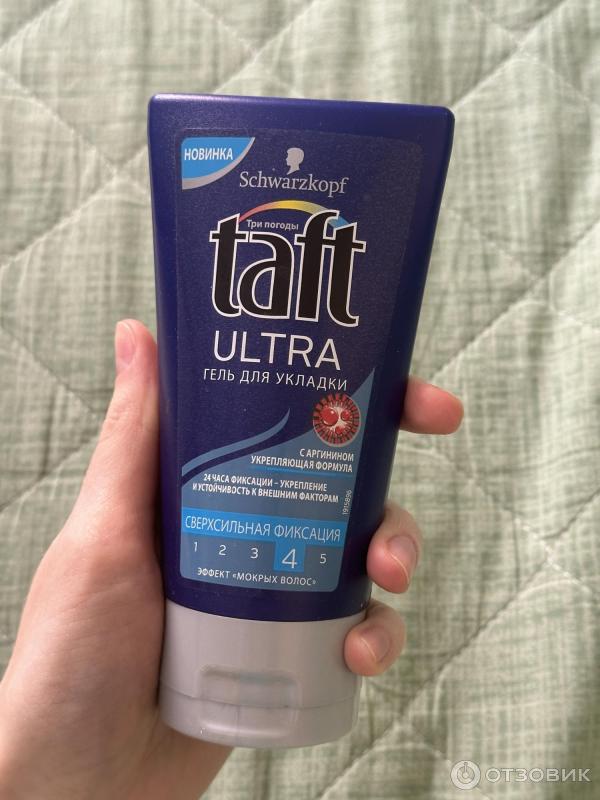 НОВИНКА
Schwarzkopf
Три погоды
taft
ULTRA
ГЕЛЬ ДЛЯ УКЛАДКИ
С АРГИНИНОМ
УКРЕПЛЯЮЩАЯ ФОРМУЛА
24 ЧАСА ФИКСАЦИИ – УКРЕПЛЕНИЕ
И УСТОЙЧИВОСТЬ К ВНЕШНИМ ФАКТОРАМ
1915896
СВЕРХСИЛЬНАЯ ФИКСАЦИЯ
1 2 3 4 5
ЭФФЕКТ «МОКРЫХ ВОЛОС»
ОТЗОВИК